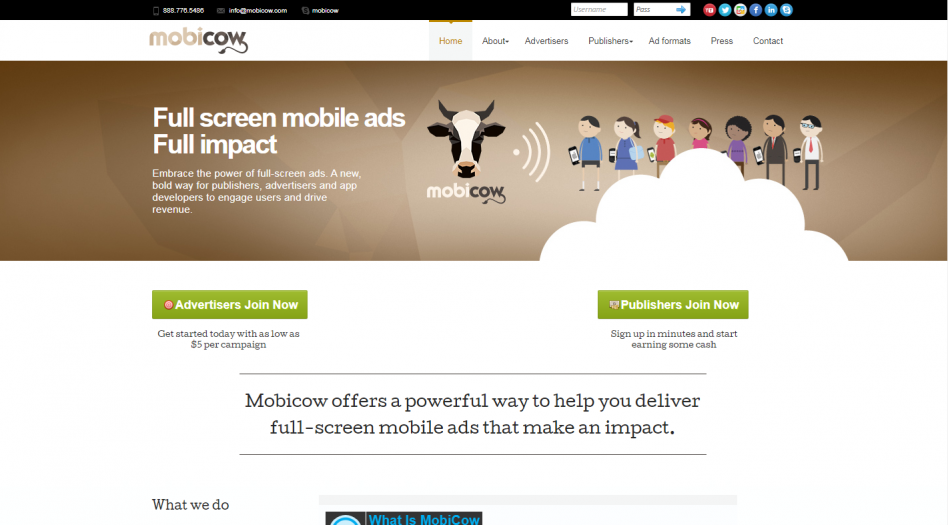 888.776.5486 info@mobicow.com mobicow Username Pass
mobicow
Home About Advertisers Publishers Ad formats Press Contact
Full screen mobile ads
Full impact
Embrace the power of full-screen ads. A new,
bold way for publishers, advertisers and app
developers to engage users and drive
revenue.
mobicow
Advertisers Join Now
Get started today with as low as
$5 per campaign
Publishers Join Now
Sign up in minutes and start
earning some cash
Mobicow offers a powerful way to help you deliver
full-screen mobile ads that make an impact.
What we do
What Is MobiCow